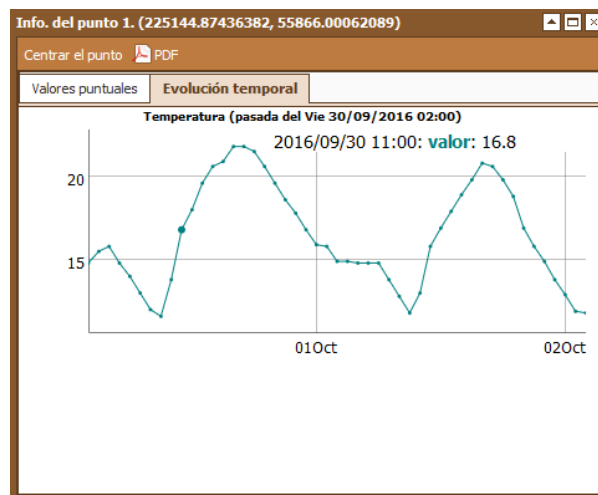 Info. del punto 1. (225144.87436382, 55866.00062089)
Centrar el punto PDF
Valores puntuales Evolución temporal
Temperatura (pasada del Vie 30/09/2016 02:00)
2016/09/30 11:00: valor: 16.8
20
15
01Oct 02Oct